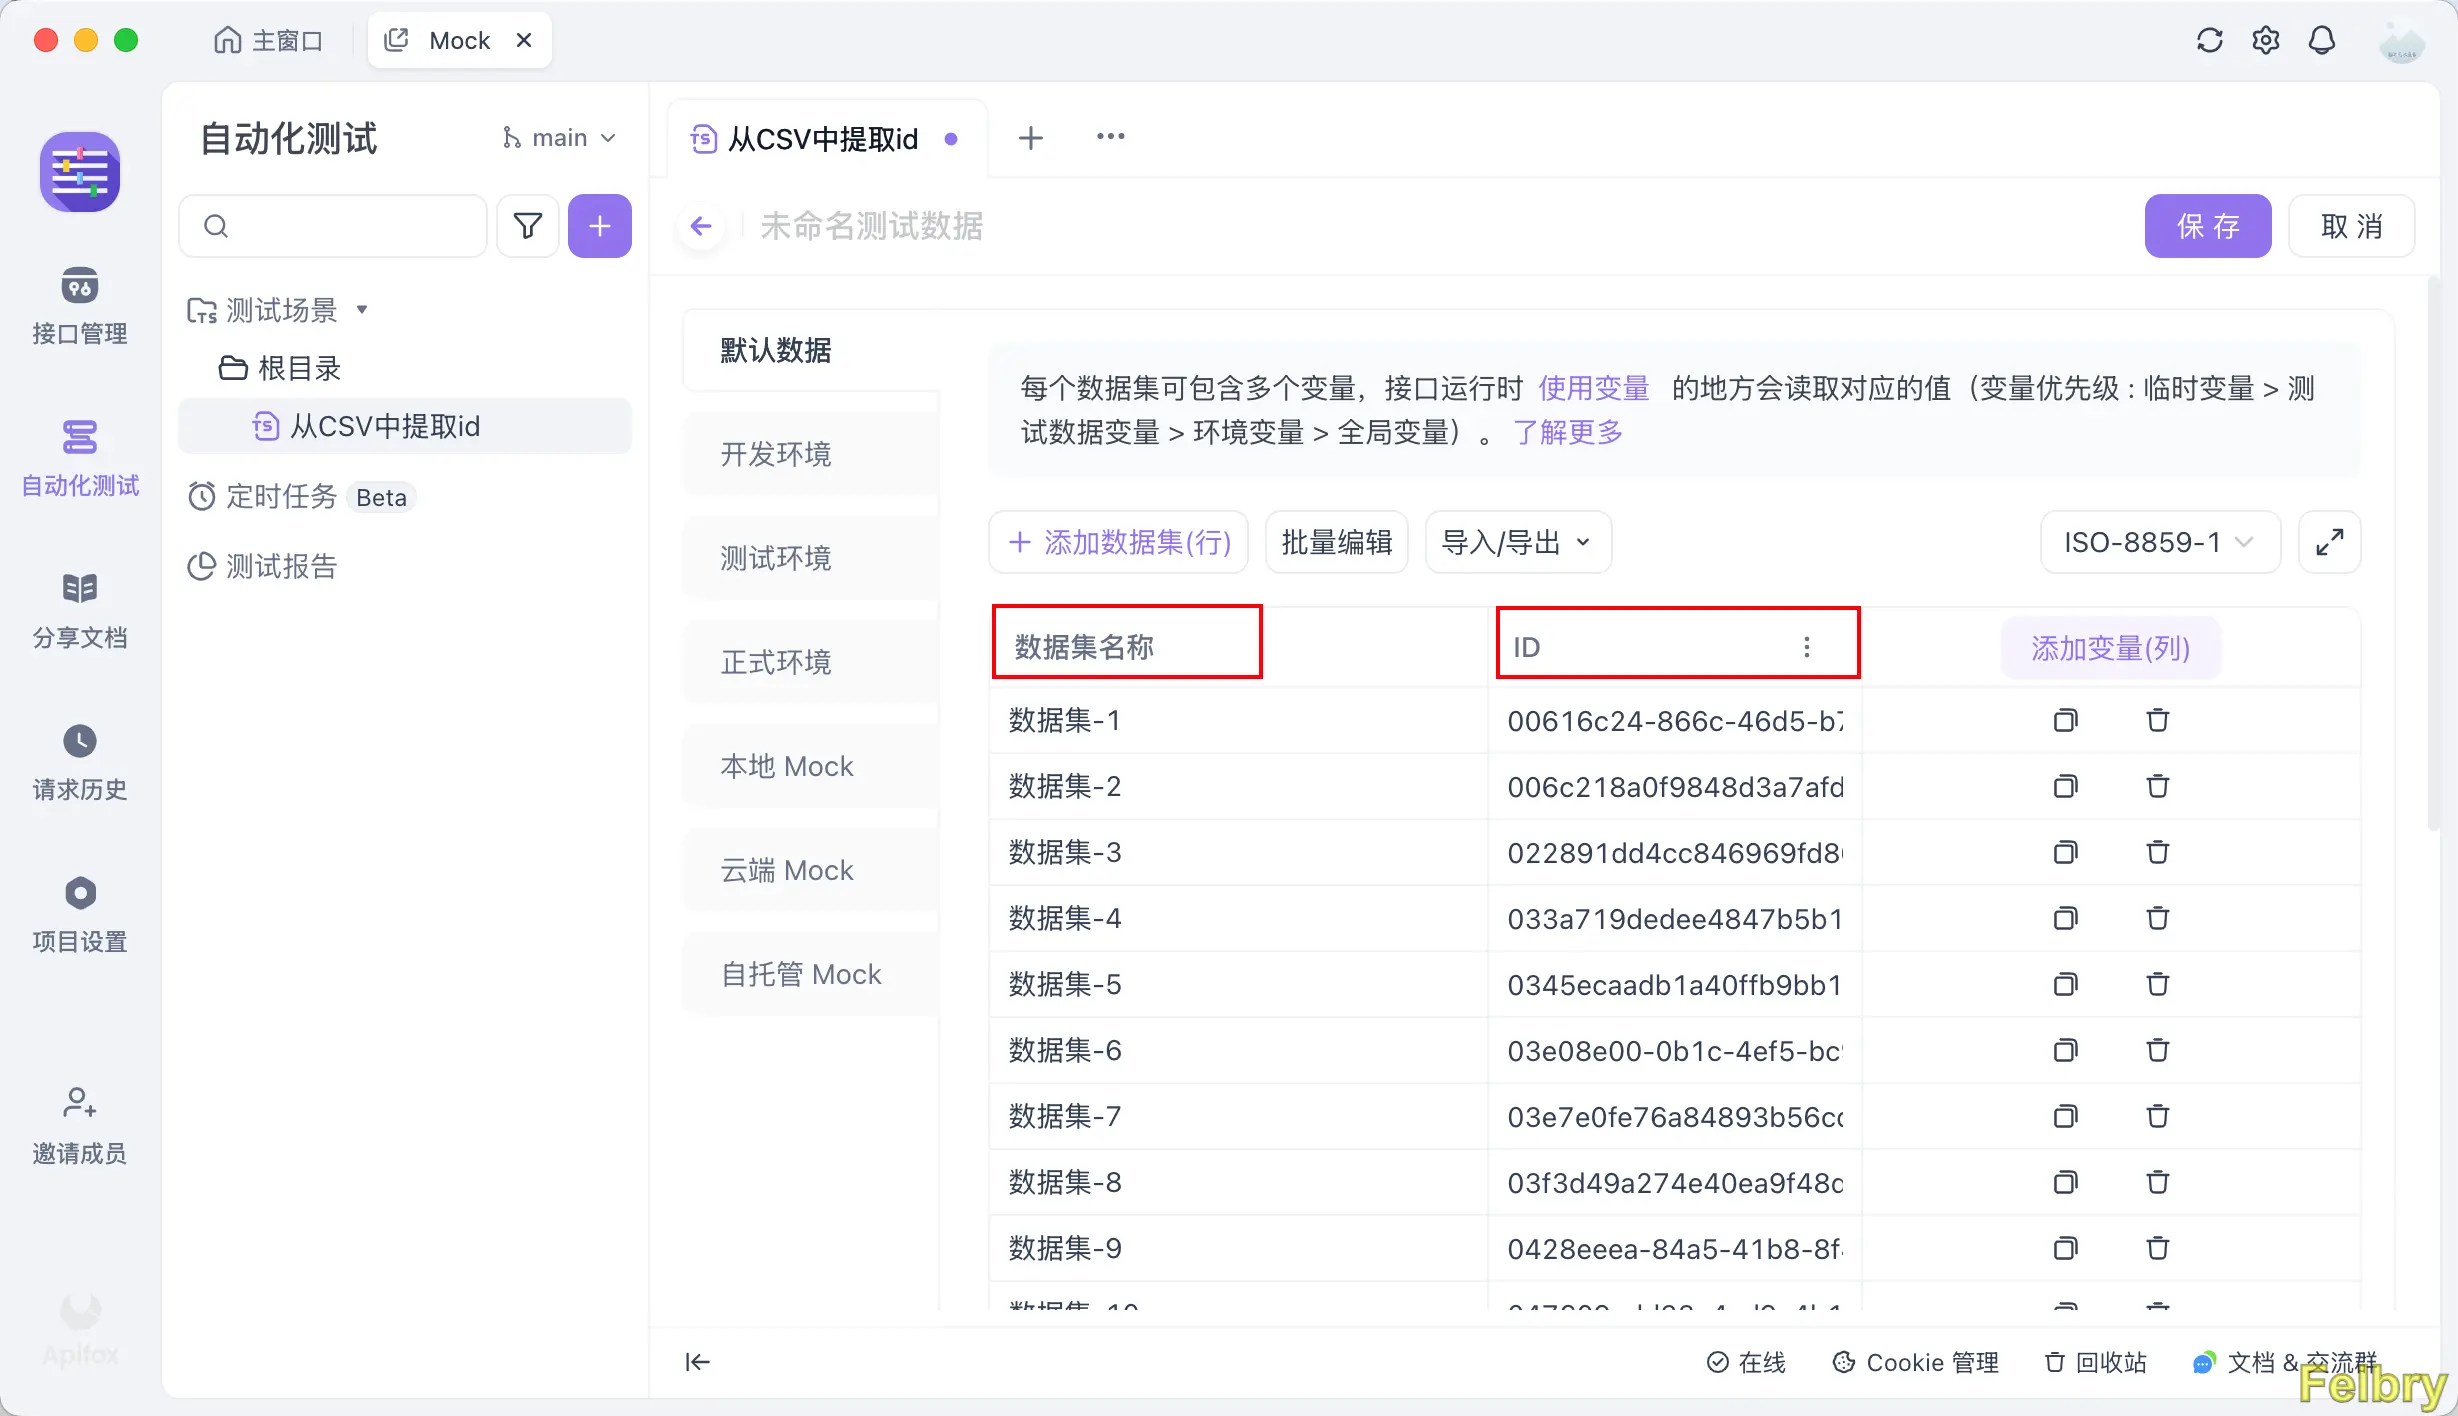 主窗口
Mock
自动化测试
main
从CSV中提取id
未命名测试数据
保 存
取 消
接口管理
自动化测试
分享文档
请求历史
项目设置
邀请成员
Apifox
测试场景
根目录
从CSV中提取id
定时任务 Beta
测试报告
默认数据
开发环境
测试环境
正式环境
本地 Mock
云端 Mock
自托管 Mock
每个数据集可包含多个变量，接口运行时 使用变量 的地方会读取对应的值（变量优先级 : 临时变量 > 测
试数据变量 > 环境变量 > 全局变量）。 了解更多
添加数据集(行)
批量编辑
导入/导出
ISO-8859-1
数据集名称 ID 添加变量(列)
数据集-1 00616c24-866c-46d5-b7
数据集-2 006c218a0f9848d3a7afd
数据集-3 022891dd4cc846969fd8
数据集-4 033a719dedee4847b5b1
数据集-5 0345ecaadb1a40ffb9bb1
数据集-6 03e08e00-0b1c-4ef5-bc
数据集-7 03e7e0fe76a84893b56c
数据集-8 03f3d49a274e40ea9f48
数据集-9 0428eeea-84a5-41b8-8f
数据集-10
在线
Cookie 管理
回收站
文档 & 交流群
Felbry